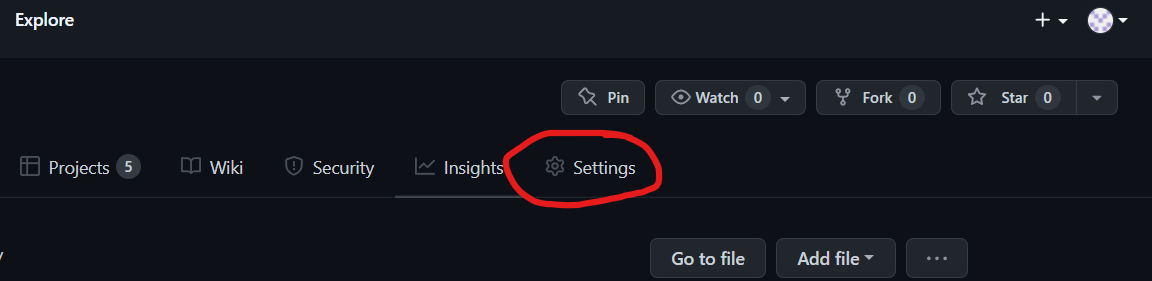 Explore
Pin Watch 0 Fork 0 Star 0
Projects 5 Wiki Security Insights Settings
Go to file Add file ...